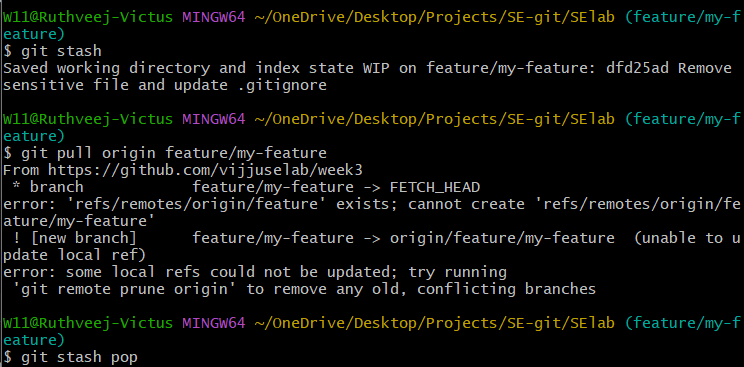 W11@Ruthveej-Victus MINGW64 ~/OneDrive/Desktop/Projects/SE-git/SElab (feature/my-f
eature)
$ git stash
Saved working directory and index state WIP on feature/my-feature: dfd25ad Remove
sensitive file and update .gitignore
W11@Ruthveej-Victus MINGW64 ~/OneDrive/Desktop/Projects/SE-git/SElab (feature/my-f
eature)
$ git pull origin feature/my-feature
From https://github.com/vijjuselab/week3
 * branch            feature/my-feature -> FETCH_HEAD
error: 'refs/remotes/origin/feature' exists; cannot create 'refs/remotes/origin/fe
ature/my-feature'
 ! [new branch]      feature/my-feature -> origin/feature/my-feature  (unable to u
pdate local ref)
error: some local refs could not be updated; try running
 'git remote prune origin' to remove any old, conflicting branches
W11@Ruthveej-Victus MINGW64 ~/OneDrive/Desktop/Projects/SE-git/SElab (feature/my-f
eature)
$ git stash pop